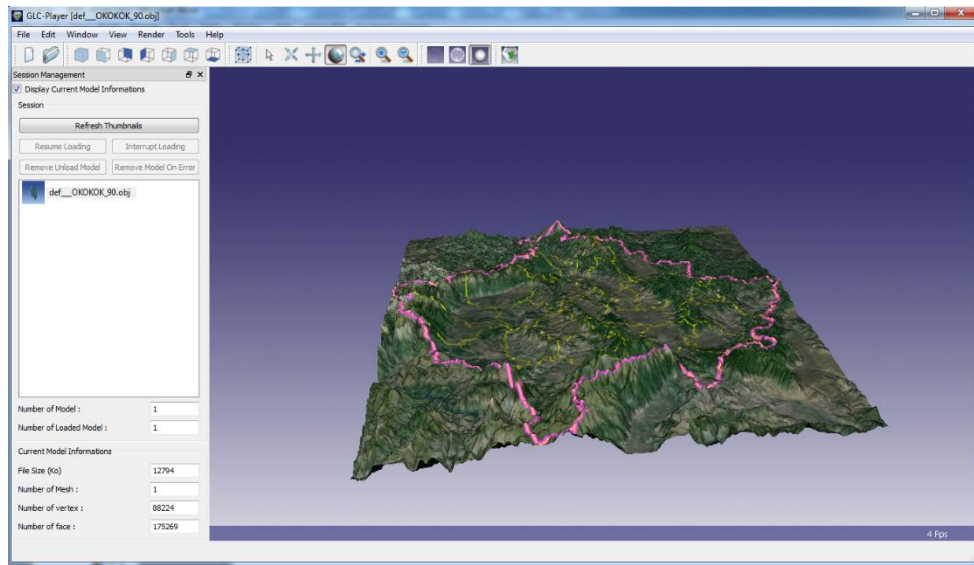 GLC-Player [def__OKOKOK_90.obj]
File Edit Window View Render Tools Help
Session Management
Display Current Model Informations
Session
Refresh Thumbnails
Resume Loading Interrupt Loading
Remove Unload Model Remove Model On Error
def__OKOKOK_90.obj
Number of Model : 1
Number of Loaded Model : 1
Current Model Informations
File Size (Ko) 12794
Number of Mesh : 1
Number of vertex : 88224
Number of face : 175269
4 Fps